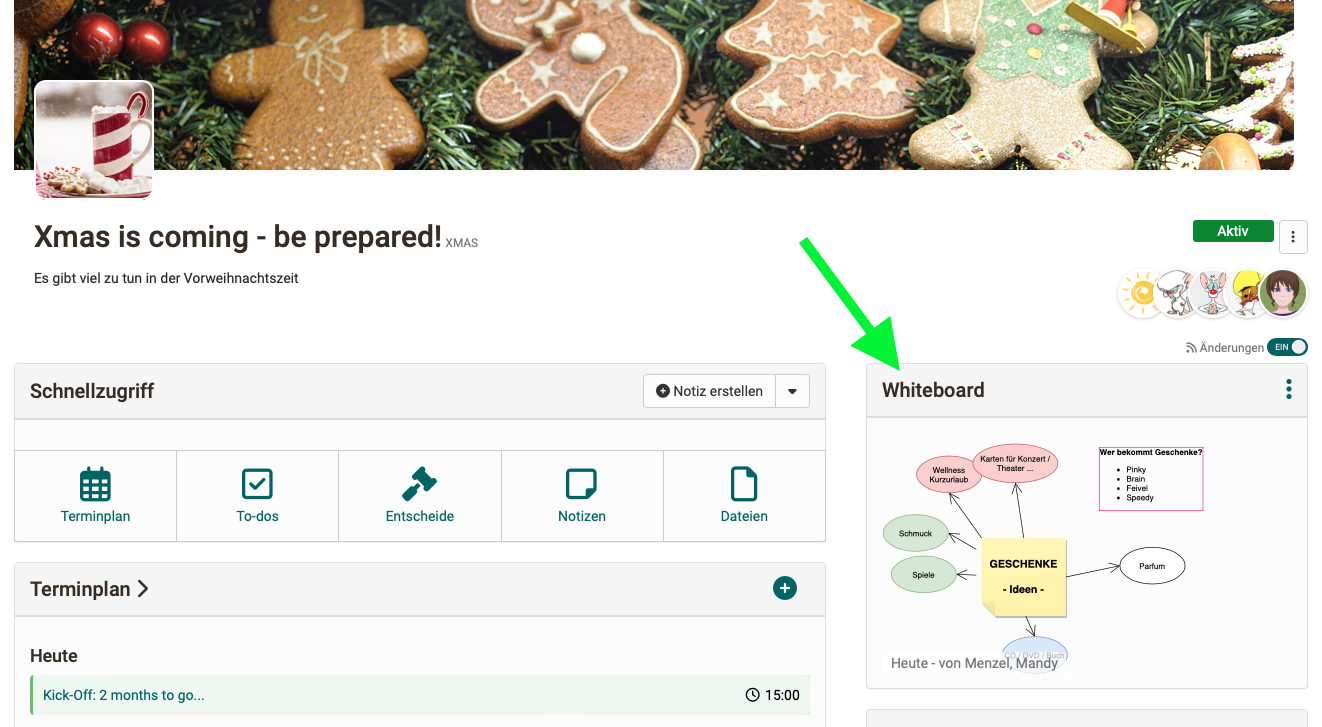 Xmas is coming - be prepared! XMAS
Aktiv
Es gibt viel zu tun in der Vorweihnachtszeit
Änderungen EIN
Schnellzugriff
Notiz erstellen
Terminplan
To-dos
Entscheide
Notizen
Dateien
Terminplan
Heute
Kick-Off: 2 months to go...
15:00
Whiteboard
Wellness
Kurzurlaub
Karten für Konzert /
Theater ...
Wer bekommt Geschenke?
Pinky
Brain
Feivel
Speedy
Schmuck
Spiele
GESCHENKE
- Ideen -
Parfum
CD / DVD / Buch
Heute - von Menzel, Mandy